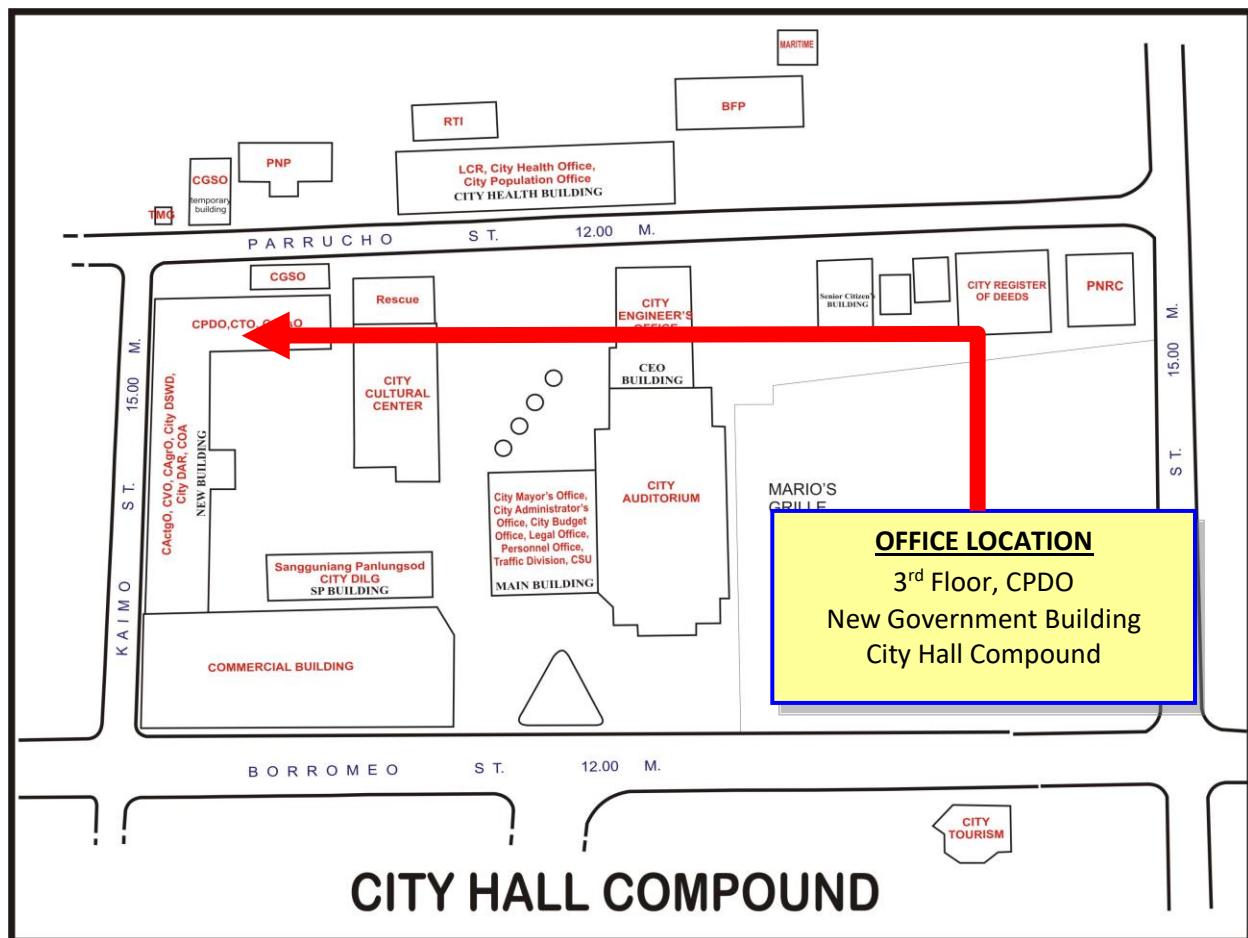 MARITIME
BFP
RTI
PNP
CGSO
temporary
building
TMG
LCR, City Health Office,
City Population Office
CITY HEALTH BUILDING
PARRUCHO ST. 12.00 M.
CGSO
CPDO,CTO,
Rescue
CITY
ENGINEER'S
OFFICE
CEO
BUILDING
Senior Citizen's
BUILDING
CITY REGISTER
OF DEEDS
PNRC
KAIMO ST. 15.00 M.
CActgO, CVO, CAgrO, City DSWD,
City DAR, COA
NEW BUILDING
CITY
CULTURAL
CENTER
City Mayor's Office,
City Administrator's
Office, City Budget
Office, Legal Office,
Personnel Office,
Traffic Division, CSU
MAIN BUILDING
CITY
AUDITORIUM
MARIO'S
GRILLE
ST. 15.00 M.
OFFICE LOCATION
3rd Floor, CPDO
New Government Building
City Hall Compound
Sangguniang Panlungsod
CITY DILG
SP BUILDING
COMMERCIAL BUILDING
BORROMEO ST. 12.00 M.
CITY
TOURISM
CITY HALL COMPOUND